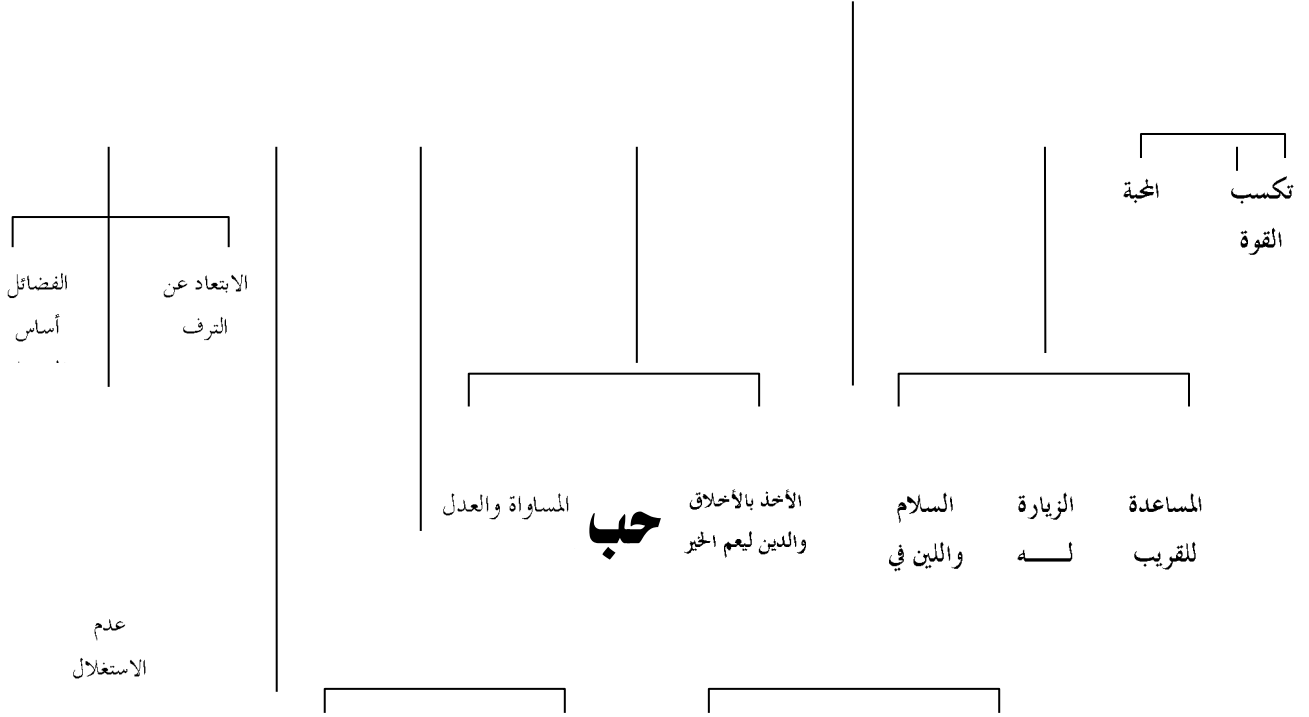 تكسب
القوة
المحبة
الابتعاد عن
الترف
الفضائل
أساس
المساعدة
للقريب
الزيارة
لـــــه
السلام
واللين في
الأخذ بالأخلاق
والدين ليعم الخير
حب
المساواة والعدل
عدم
الاستغلال